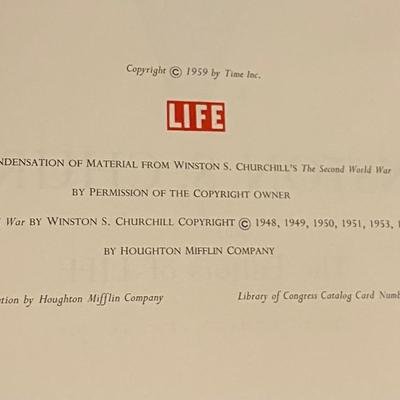 Copyright © 1959 by Time Inc.
LIFE
NDENSATION OF MATERIAL FROM WINSTON S. CHURCHILL'S The Second World War
BY PERMISSION OF THE COPYRIGHT OWNER
War BY WINSTON S. CHURCHILL COPYRIGHT © 1948, 1949, 1950, 1951, 1953, 1
BY HOUGHTON MIFFLIN COMPANY
tion by Houghton Mifflin Company Library of Congress Catalog Card Numb